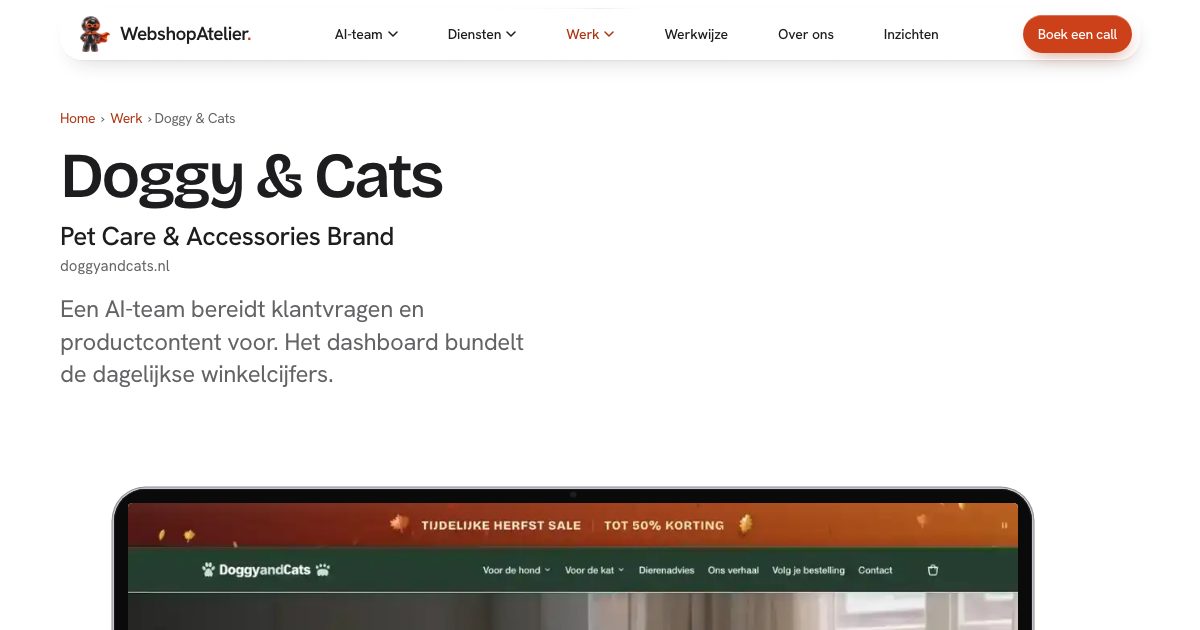 WebshopAtelier.
AI-team
Diensten
Werk
Werkwijze
Over ons
Inzichten
Boek een call
Home › Werk › Doggy & Cats
Doggy & Cats
Pet Care & Accessories Brand
doggyandcats.nl
Een AI-team bereidt klantvragen en
productcontent voor. Het dashboard bundelt
de dagelijkse winkelcijfers.
TIJDELIJKE HERFST SALE | TOT 50% KORTING
DoggyandCats
Voor de hond
Voor de kat
Dierenadvies
Ons verhaal
Volg je bestelling
Contact